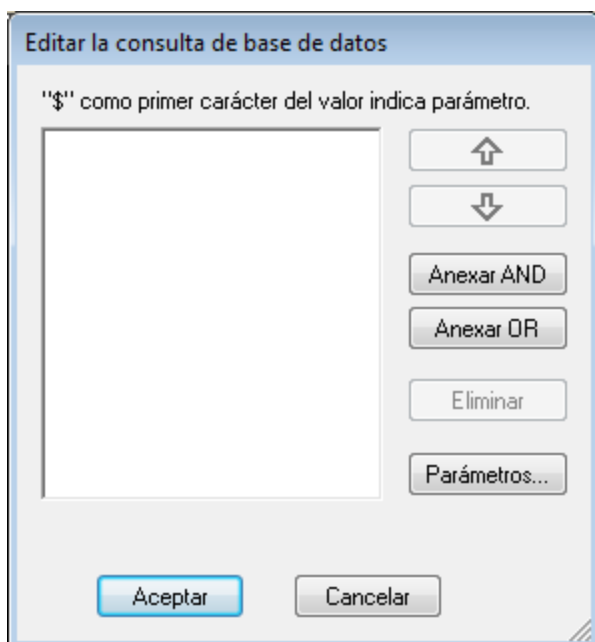 Editar la consulta de base de datos
"$" como primer carácter del valor indica parámetro.
Anexar AND
Anexar OR
Eliminar
Parámetros...
Aceptar
Cancelar